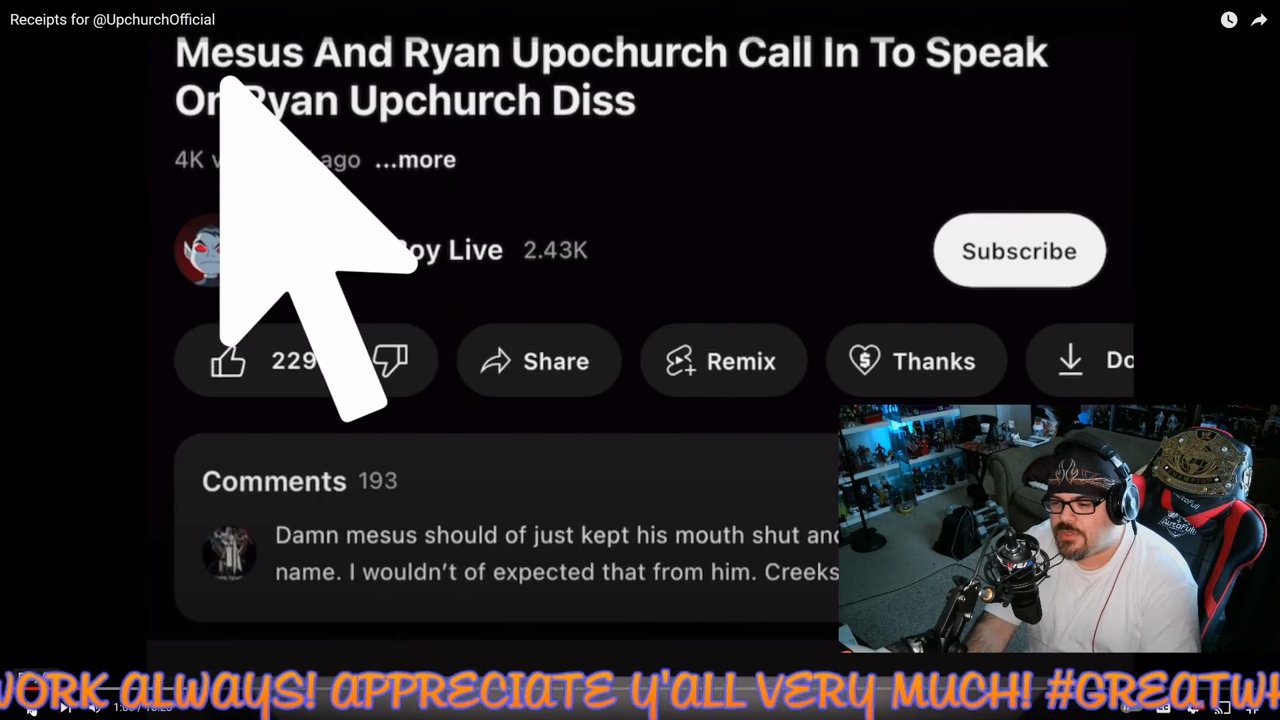 Receipts for @UpchurchOfficial
Mesus And Ryan Upochurch Call In To Speak
Ryan Upchurch Diss
4K ago ...more
Live 2.43K
Subscribe
229
Share
Remix
Thanks
Comments 193
Damn mesus should of just kept his mouth shut
name. I wouldn't of expected that from him. Creeks
WORK ALWAYS! APPRECIATE Y'ALL VERY MUCH!